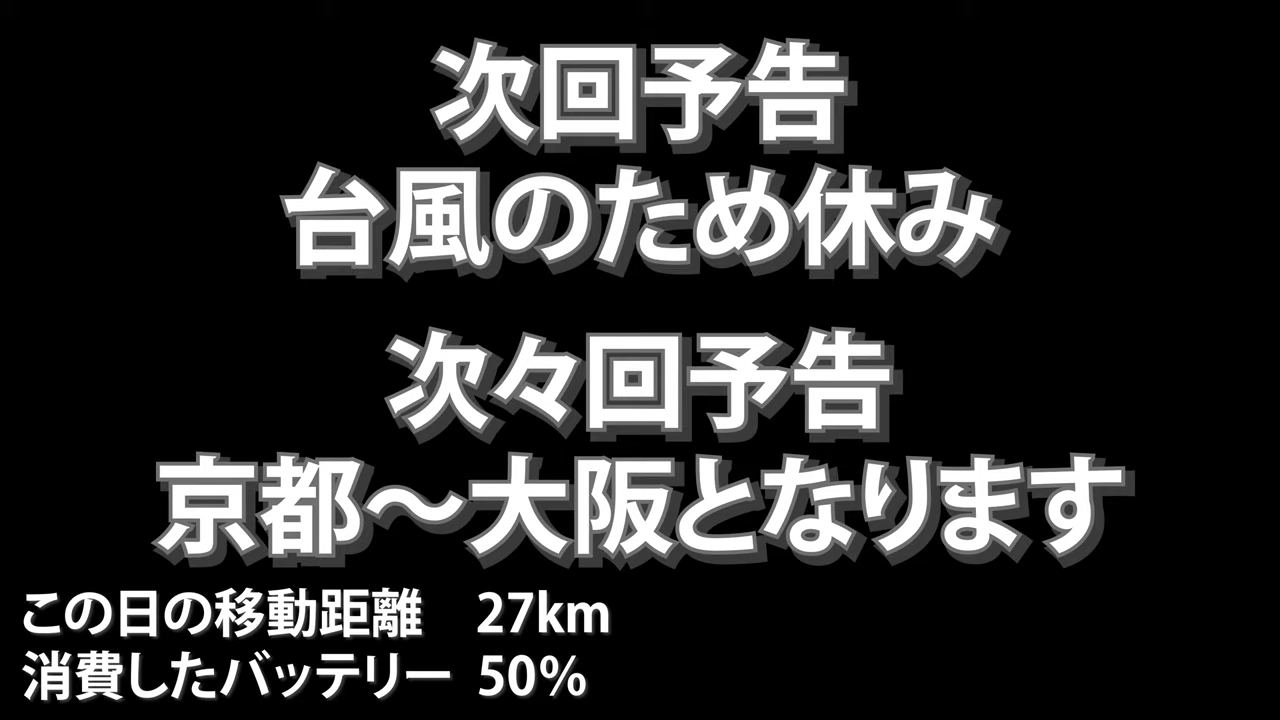 次回予告
台風のため休み
次々回予告
京都～大阪となります
この日の移動距離 27km
消費したバッテリー 50%